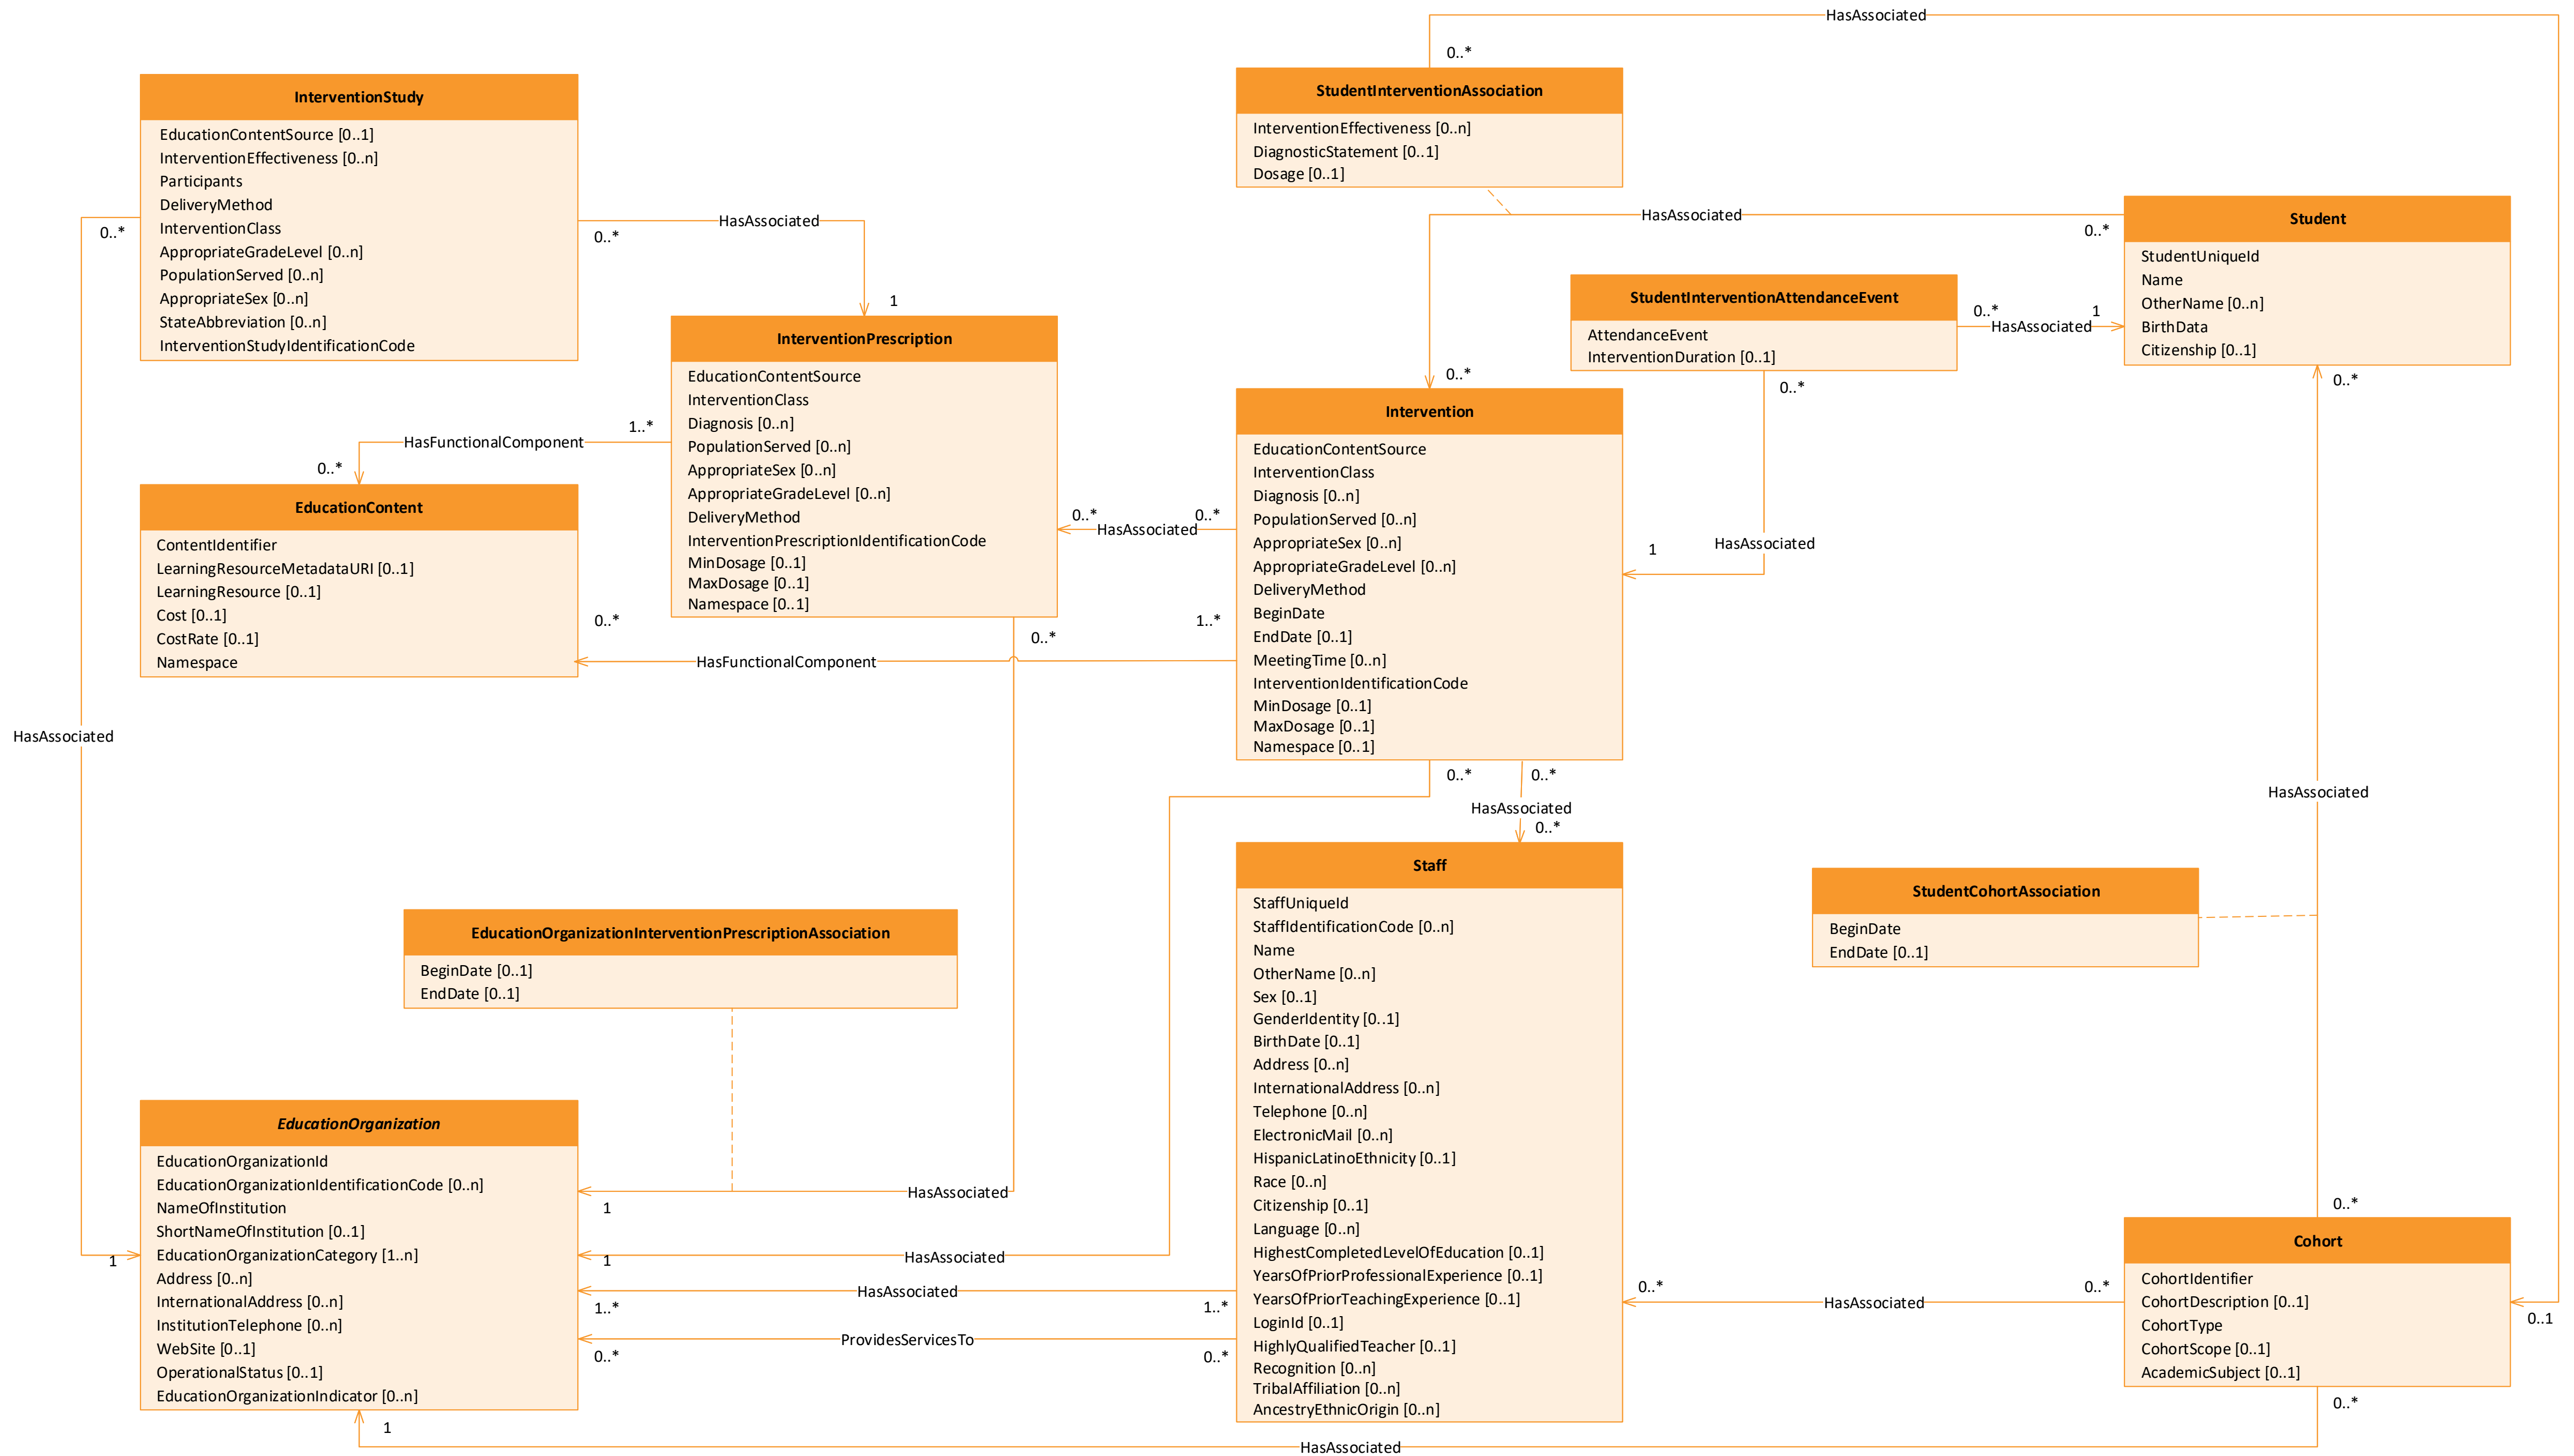 HasAssociated
0..*
InterventionStudy
EducationContentSource [0..1]
InterventionEffectiveness [0..n]
Participants
DeliveryMethod
InterventionClass
AppropriateGradeLevel [0..n]
PopulationServed [0..n]
AppropriateSex [0..n]
StateAbbreviation [0..n]
InterventionStudyIdentificationCode
0..*
HasAssociated
0..*
1
StudentInterventionAssociation
InterventionEffectiveness [0..n]
DiagnosticStatement [0..1]
Dosage [0..1]
HasAssociated
0..*
0..*
Student
StudentUniqueId
Name
OtherName [0..n]
BirthData
Citizenship [0..1]
0..*
StudentInterventionAttendanceEvent
AttendanceEvent
InterventionDuration [0..1]
0..*
HasAssociated
1
0..*
HasAssociated
1
InterventionPrescription
EducationContentSource
InterventionClass
Diagnosis [0..n]
PopulationServed [0..n]
AppropriateSex [0..n]
AppropriateGradeLevel [0..n]
DeliveryMethod
InterventionPrescriptionIdentificationCode
MinDosage [0..1]
MaxDosage [0..1]
Namespace [0..1]
1..*
HasFunctionalComponent
0..*
0..*
HasAssociated
0..*
Intervention
EducationContentSource
InterventionClass
Diagnosis [0..n]
PopulationServed [0..n]
AppropriateSex [0..n]
AppropriateGradeLevel [0..n]
DeliveryMethod
BeginDate
EndDate [0..1]
MeetingTime [0..n]
InterventionIdentificationCode
MinDosage [0..1]
MaxDosage [0..1]
Namespace [0..1]
EducationContent
ContentIdentifier
LearningResourceMetadataURI [0..1]
LearningResource [0..1]
Cost [0..1]
CostRate [0..1]
Namespace
0..*
HasFunctionalComponent
1..*
0..*
HasAssociated
0..*
0..*
HasAssociated
0..*
HasAssociated
Staff
StaffUniqueId
StaffIdentificationCode [0..n]
Name
OtherName [0..n]
Sex [0..1]
GenderIdentity [0..1]
BirthDate [0..1]
Address [0..n]
InternationalAddress [0..n]
Telephone [0..n]
ElectronicMail [0..n]
HispanicLatinoEthnicity [0..1]
Race [0..n]
Citizenship [0..1]
Language [0..n]
HighestCompletedLevelOfEducation [0..1]
YearsOfPriorProfessionalExperience [0..1]
YearsOfPriorTeachingExperience [0..1]
LoginId [0..1]
HighlyQualifiedTeacher [0..1]
Recognition [0..n]
TribalAffiliation [0..n]
AncestryEthnicOrigin [0..n]
StudentCohortAssociation
BeginDate
EndDate [0..1]
EducationOrganizationInterventionPrescriptionAssociation
BeginDate [0..1]
EndDate [0..1]
EducationOrganization
EducationOrganizationId
EducationOrganizationIdentificationCode [0..n]
NameOfInstitution
ShortNameOfInstitution [0..1]
EducationOrganizationCategory [1..n]
Address [0..n]
InternationalAddress [0..n]
InstitutionTelephone [0..n]
WebSite [0..1]
OperationalStatus [0..1]
EducationOrganizationIndicator [0..n]
1
1
HasAssociated
1
HasAssociated
1..*
HasAssociated
1..*
0..*
ProvidesServicesTo
0..*
0..*
Cohort
CohortIdentifier
CohortDescription [0..1]
CohortType
CohortScope [0..1]
AcademicSubject [0..1]
0..*
HasAssociated
0..*
0..1
0..*
1
HasAssociated